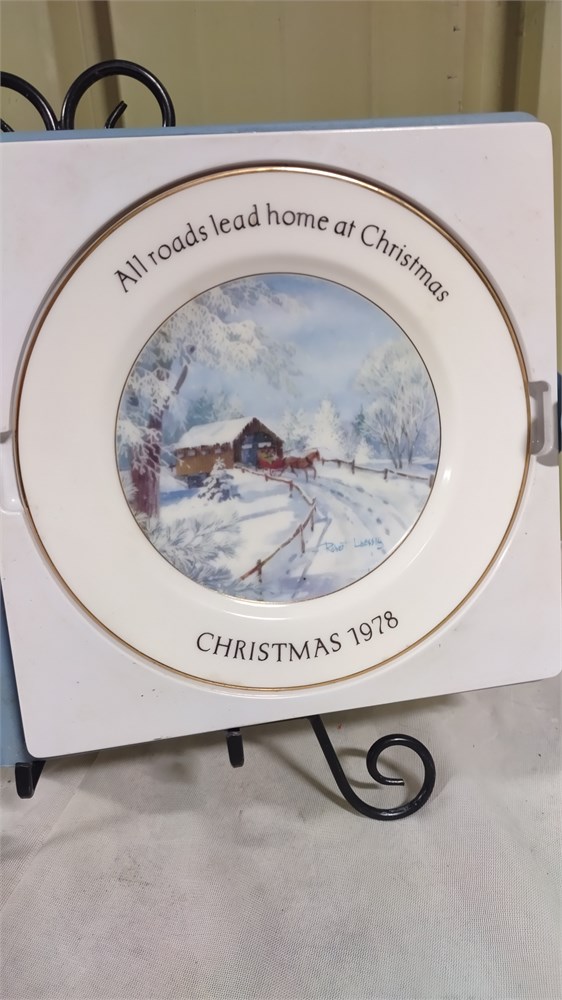 All roads lead home at Christmas
CHRISTMAS 1978